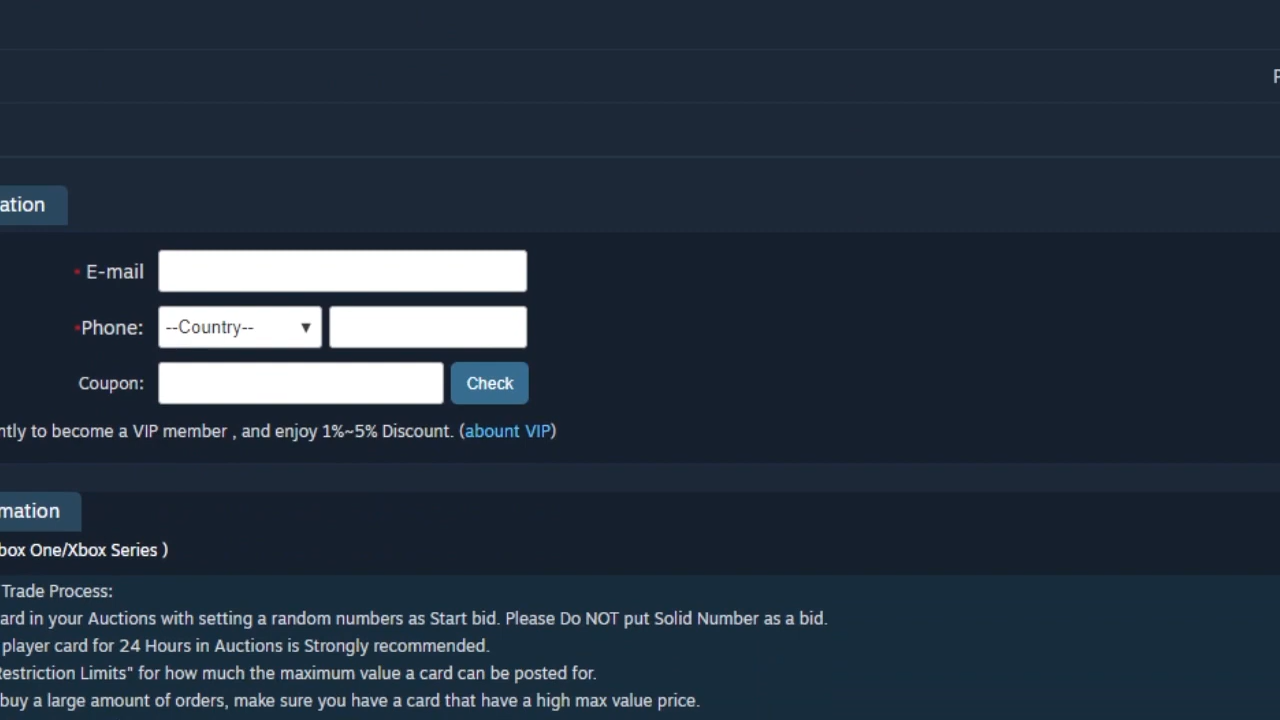 ation
* E-mail
*Phone: --Country-- ▼
Coupon: Check
ntly to become a VIP member , and enjoy 1%~5% Discount. (abount VIP)
mation
box One/Xbox Series )
Trade Process:
ard in your Auctions with setting a random numbers as Start bid. Please Do NOT put Solid Number as a bid.
player card for 24 Hours in Auctions is Strongly recommended.
Restriction Limits" for how much the maximum value a card can be posted for.
buy a large amount of orders, make sure you have a card that have a high max value price.